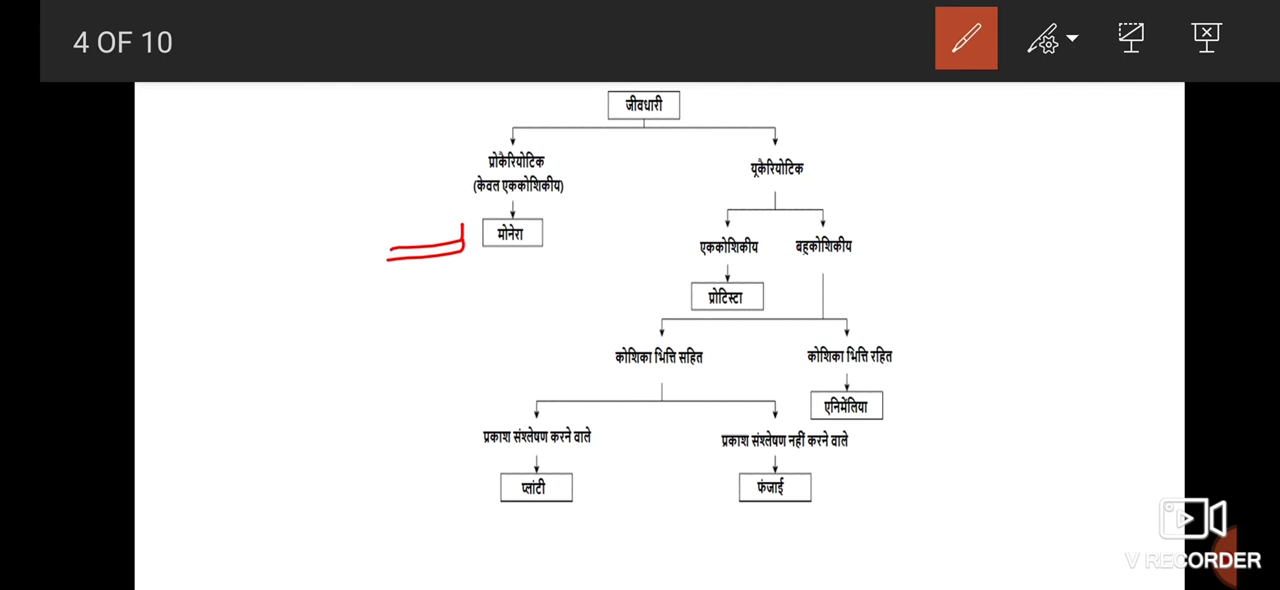 4 OF 10
जीवधारी
प्रोकैरियोटिक
(केवल एककोशिकीय)
यूकैरियोटिक
मोनेरा
एककोशिकीय
बहुकोशिकीय
प्रोटिस्टा
कोशिका भित्ति सहित
कोशिका भित्ति रहित
एनिमेंलिया
प्रकाश संश्लेषण करने वाले
प्रकाश संश्लेषण नहीं करने वाले
प्लांटी
फंजाई
V RECORDER